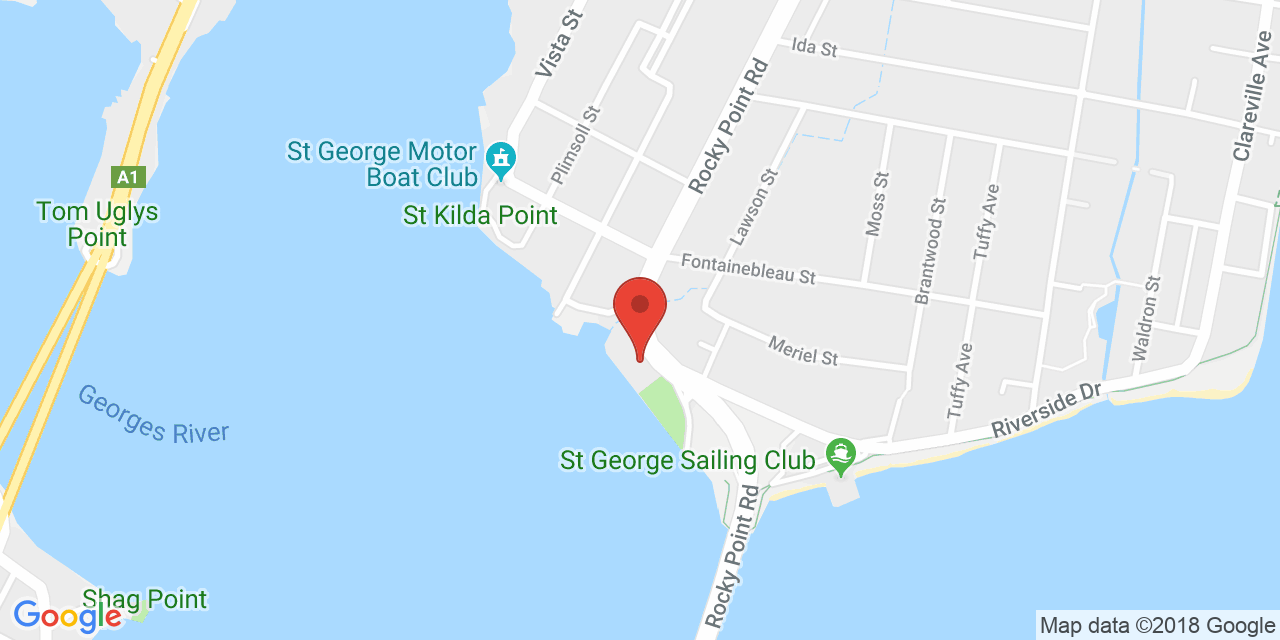 Vista St
Ida St
Clareville Ave
Plimsoll St
Rocky Point Rd
St George Motor
Boat Club
A1
Tom Uglys
Point
St Kilda Point
Lawson St
Moss St
Brantwood St
Tuffy Ave
Fontainebleau St
Waldron St
Meriel St
Tuffy Ave
Georges River
Riverside Dr
St George Sailing Club
Rocky Point Rd
Shag Point
Google
Map data ©2018 Google